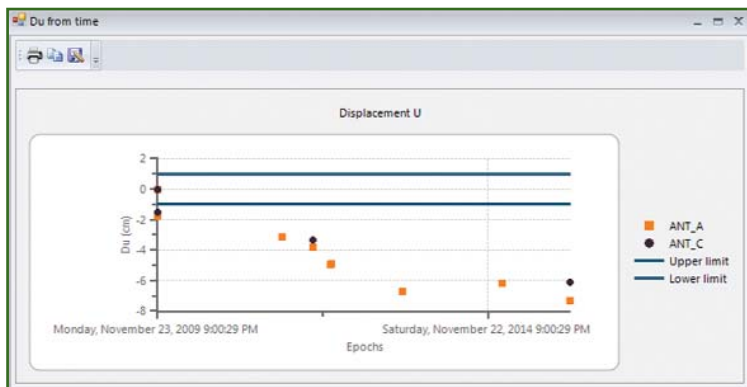 Du from time
Displacement U
2
0
-2
-4
-6
-8
Du (cm)
Monday, November 23, 2009 9:00:29 PM
Saturday, November 22, 2014 9:00:29 PM
Epochs
ANT_A
ANT_C
Upper limit
Lower limit